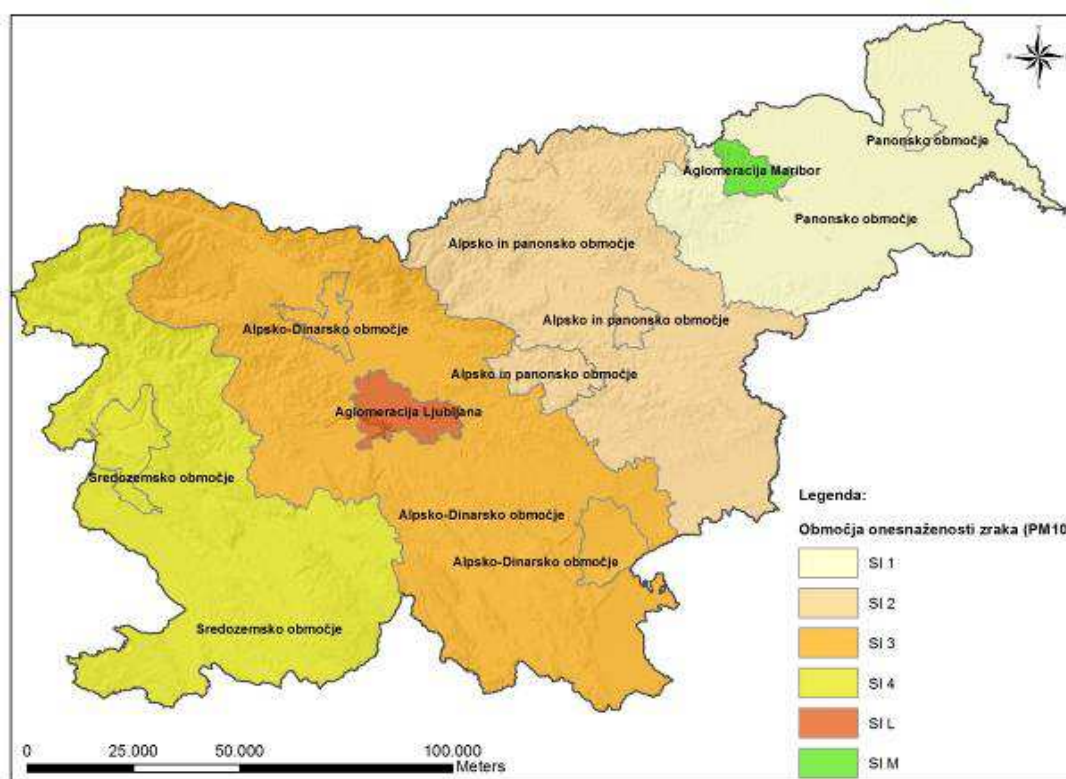 Panonsko območje
Aglomeracija Maribor
Panonsko območje
Alpsko in panonsko območje
Alpsko in panonsko območje
Alpsko-Dinarsko območje
Alpsko in panonsko območje
Aglomeracija Ljubljana
Sredozemsko območje
Alpsko-Dinarsko območje
Alpsko-Dinarsko območje
Sredozemsko območje
Legenda:
Območja onesnaženosti zraka (PM10
SI 1
SI 2
SI 3
SI 4
SI L
SI M
0 25.000 50.000 100.000
Meters